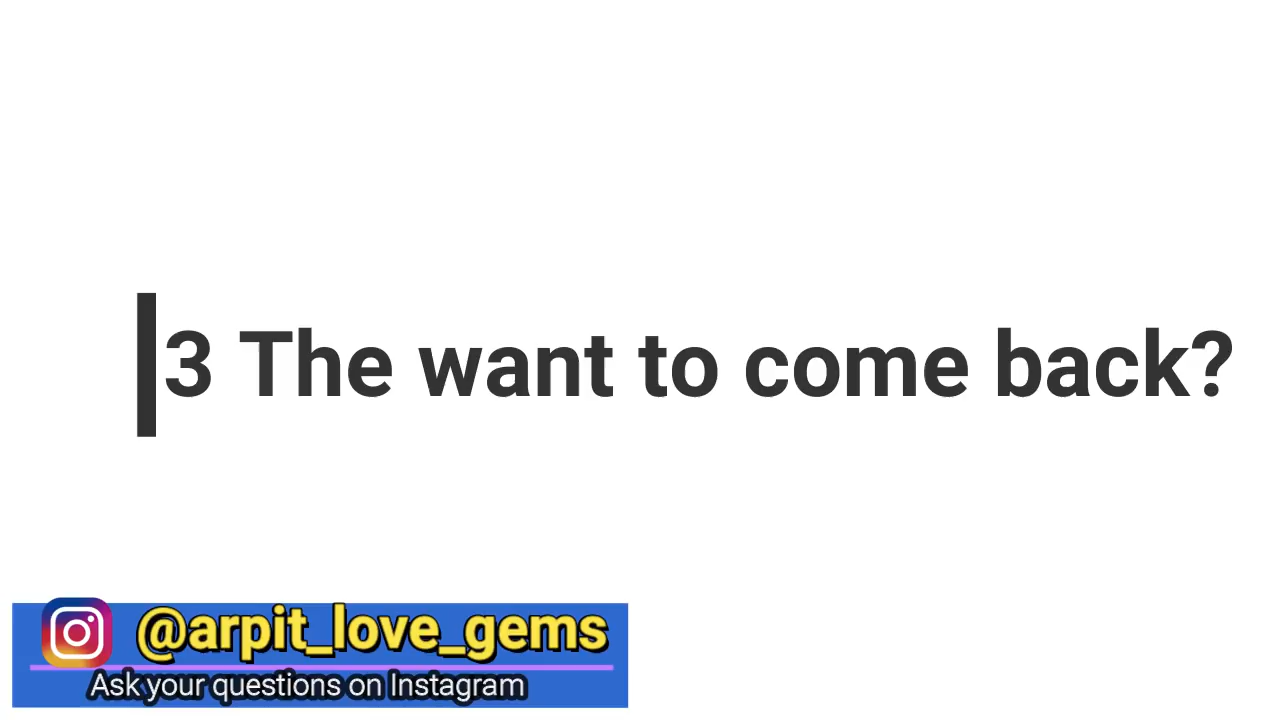 3 The want to come back?
@arpit_love_gems
Ask your questions on Instagram